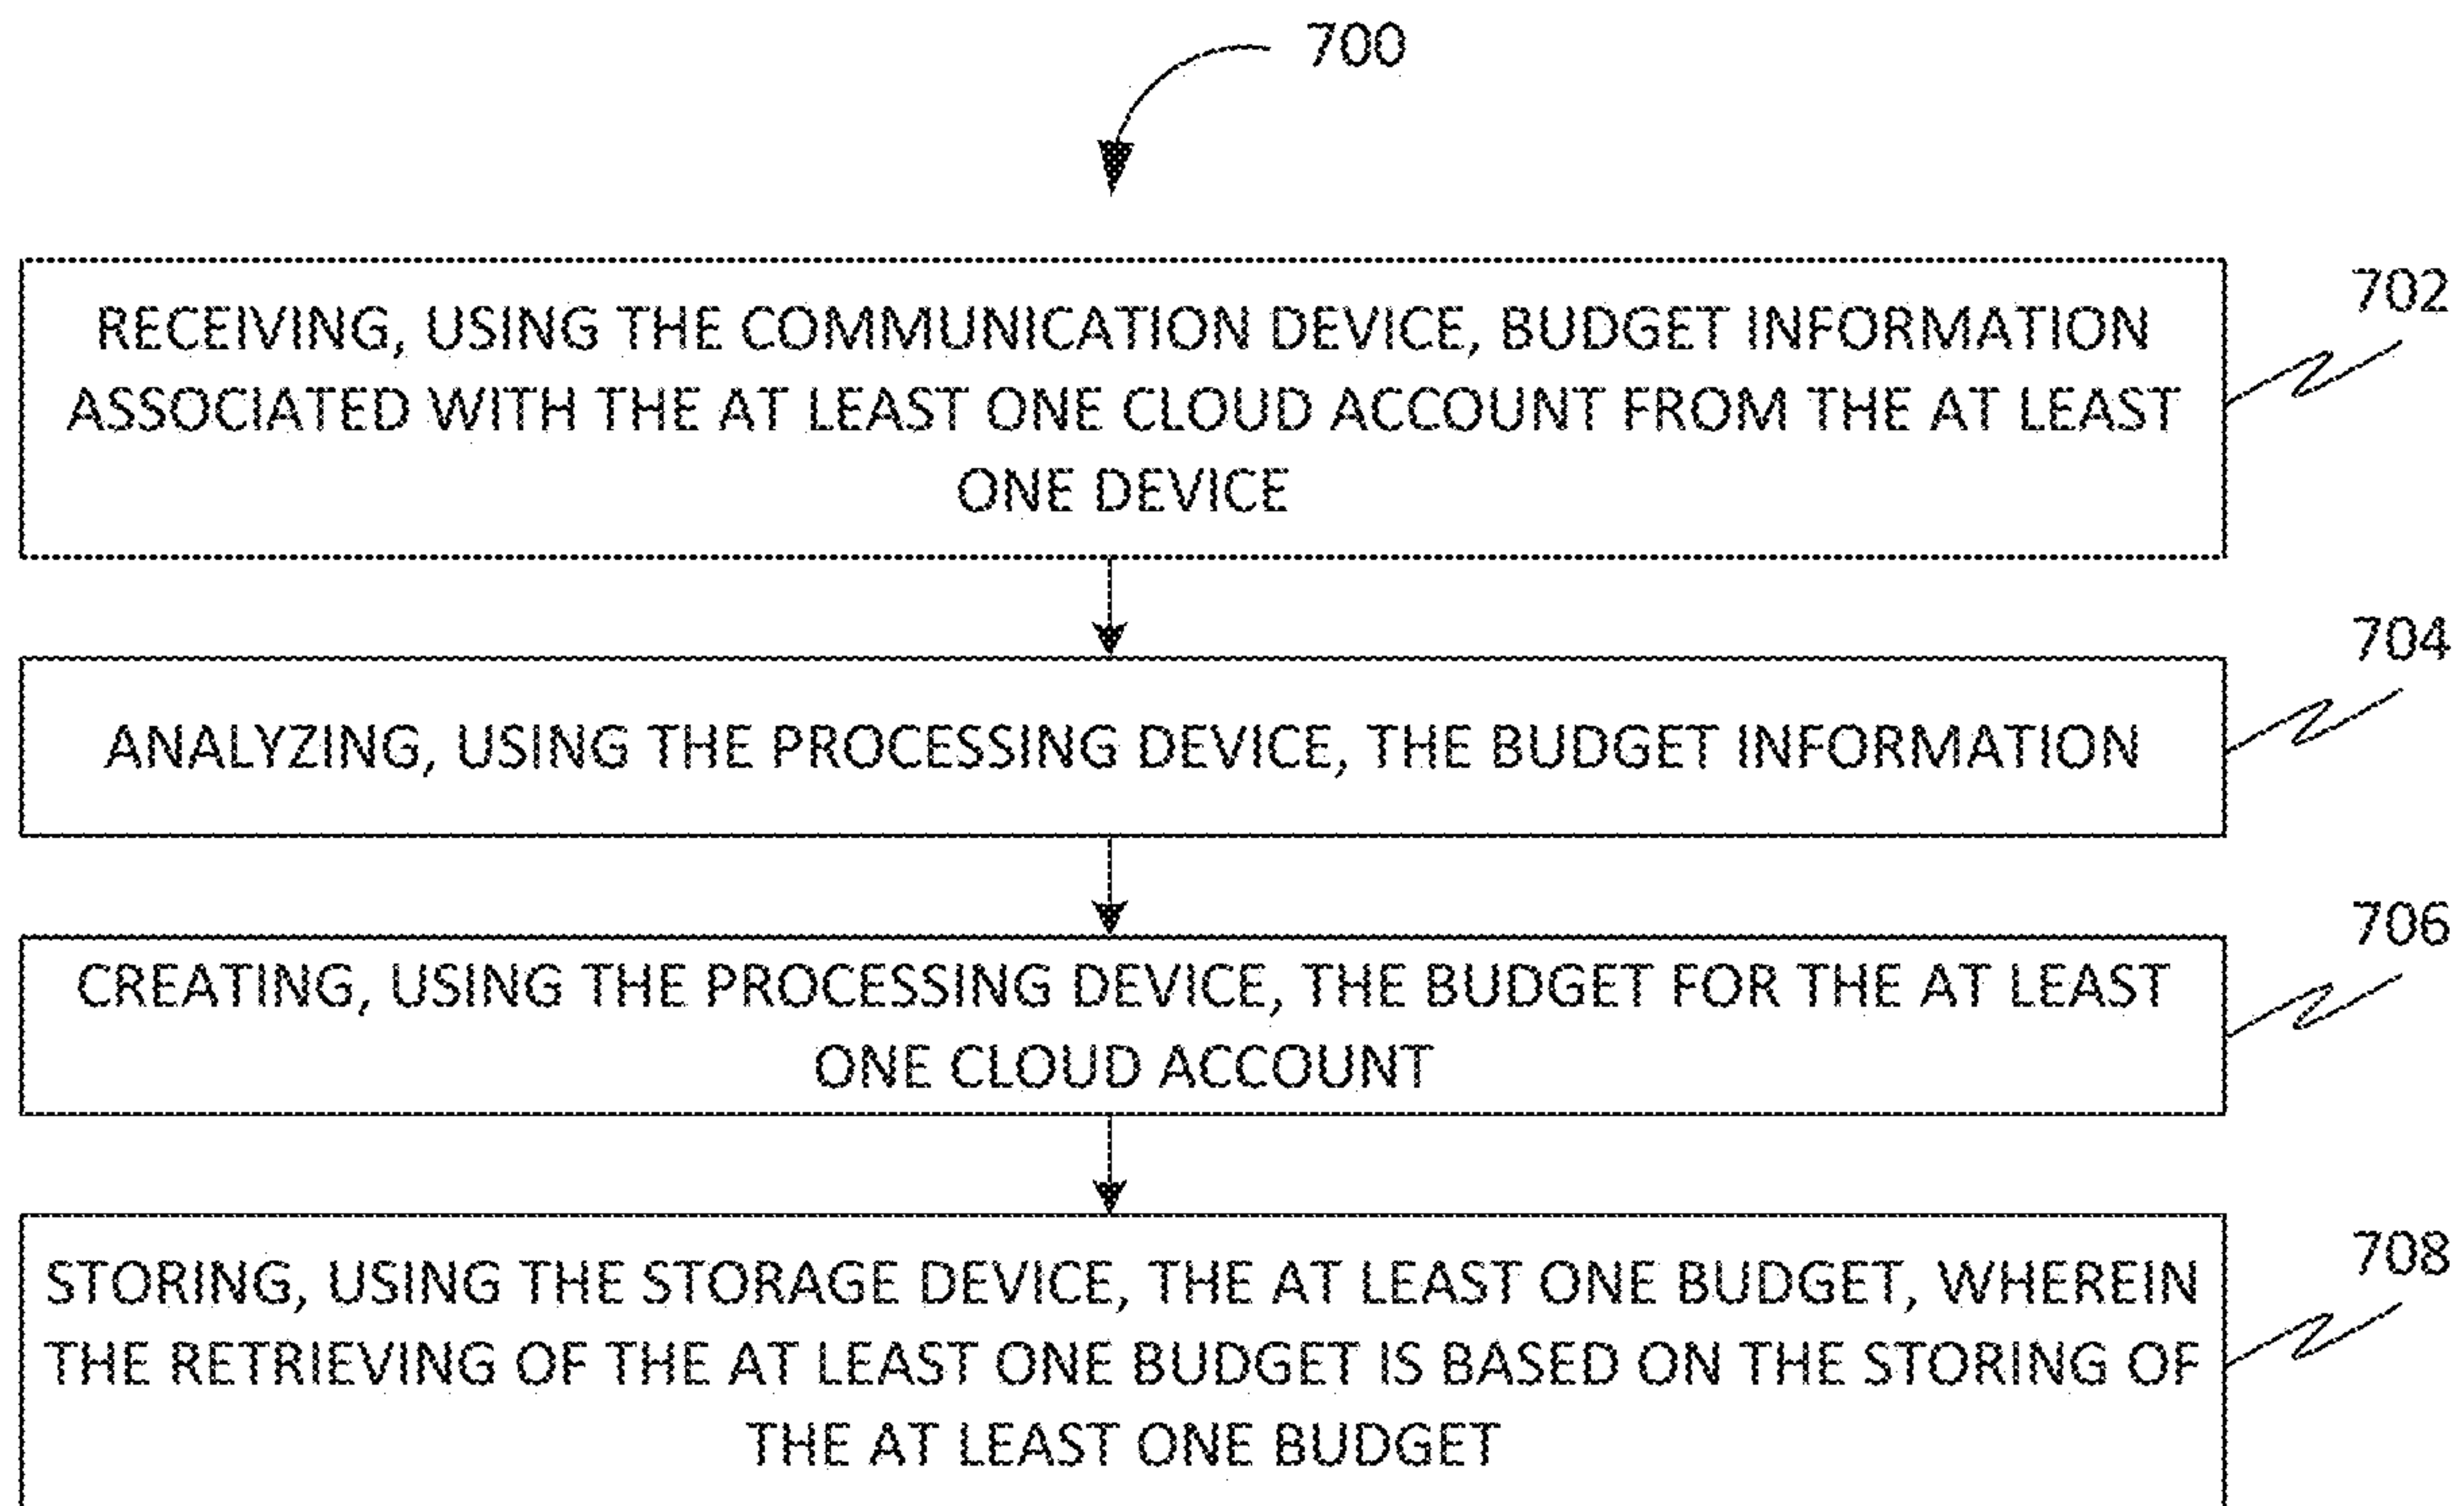 700
RECEIVING, USING THE COMMUNICATION DEVICE, BUDGET INFORMATION
ASSOCIATED WITH THE AT LEAST ONE CLOUD ACCOUNT FROM THE AT LEAST
ONE DEVICE
702
ANALYZING, USING THE PROCESSING DEVICE, THE BUDGET INFORMATION
704
CREATING, USING THE PROCESSING DEVICE, THE BUDGET FOR THE AT LEAST
ONE CLOUD ACCOUNT
706
STORING, USING THE STORAGE DEVICE, THE AT LEAST ONE BUDGET, WHEREIN
THE RETRIEVING OF THE AT LEAST ONE BUDGET IS BASED ON THE STORING OF
THE AT LEAST ONE BUDGET
708